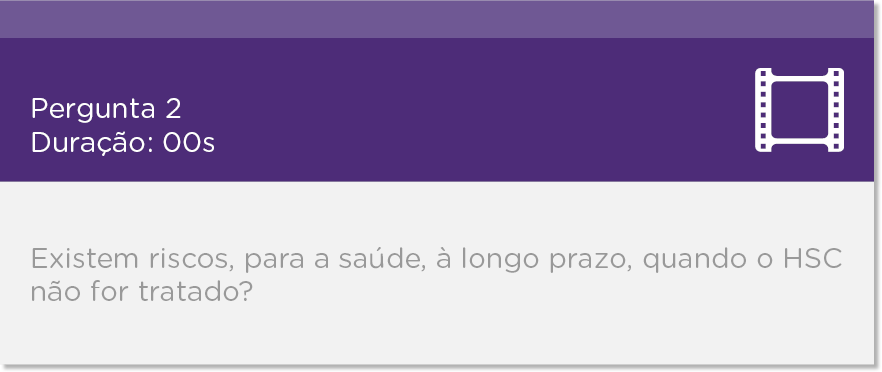 Pergunta 2
Duração: 00s
Existem riscos, para a saúde, à longo prazo, quando o HSC
não for tratado?